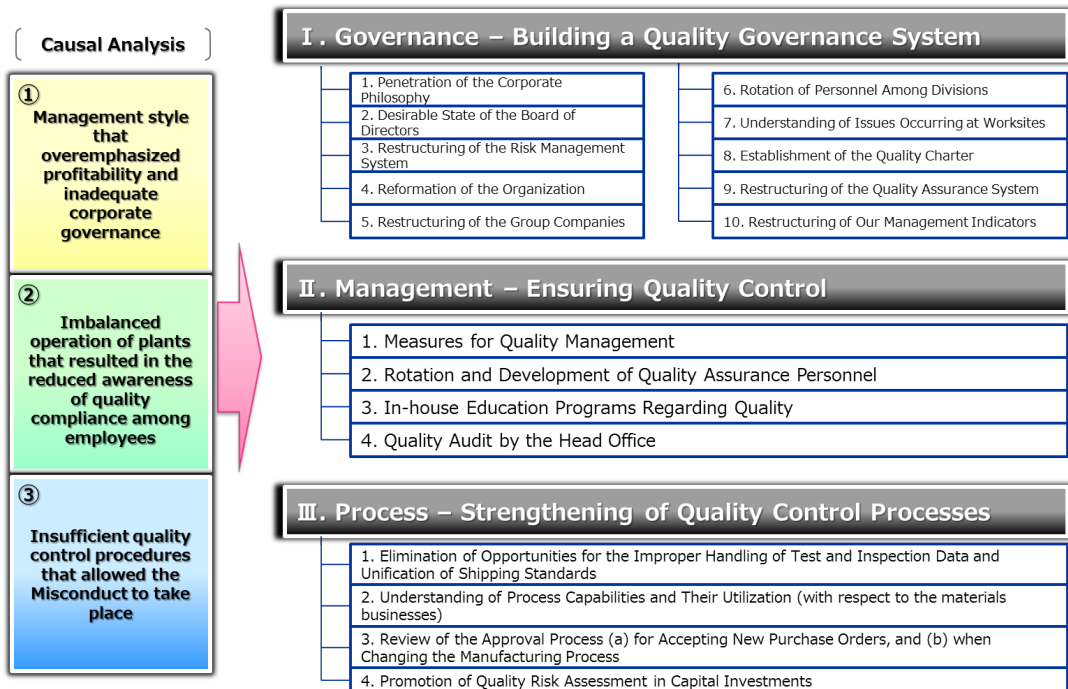 Causal Analysis
①
Management style
that
overemphasized
profitability and
inadequate
corporate
governance
②
Imbalanced
operation of plants
that resulted in the
reduced awareness
of quality
compliance among
employees
③
Insufficient quality
control procedures
that allowed the
Misconduct to take
place
Ⅰ. Governance – Building a Quality Governance System
1. Penetration of the Corporate
Philosophy
2. Desirable State of the Board of
Directors
3. Restructuring of the Risk Management
System
4. Reformation of the Organization
5. Restructuring of the Group Companies
6. Rotation of Personnel Among Divisions
7. Understanding of Issues Occurring at Worksites
8. Establishment of the Quality Charter
9. Restructuring of the Quality Assurance System
10. Restructuring of Our Management Indicators
Ⅱ. Management – Ensuring Quality Control
1. Measures for Quality Management
2. Rotation and Development of Quality Assurance Personnel
3. In-house Education Programs Regarding Quality
4. Quality Audit by the Head Office
Ⅲ. Process – Strengthening of Quality Control Processes
1. Elimination of Opportunities for the Improper Handling of Test and Inspection Data and
Unification of Shipping Standards
2. Understanding of Process Capabilities and Their Utilization (with respect to the materials
businesses)
3. Review of the Approval Process (a) for Accepting New Purchase Orders, and (b) when
Changing the Manufacturing Process
4. Promotion of Quality Risk Assessment in Capital Investments